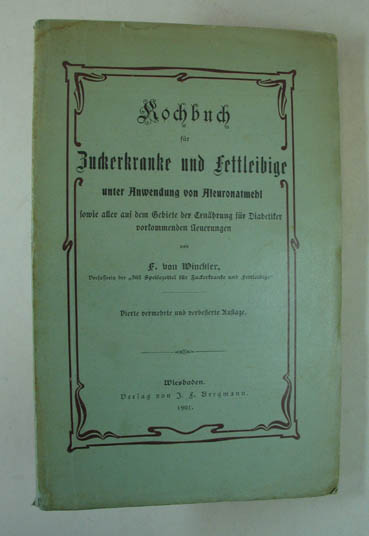 Kochbuch
für
Zuckerkranke und Fettleibige
unter Anwendung von Aleuronatmehl
sowie aller auf dem Gebiete der Ernährung für Diabetiker
vorkommenden Neuerungen
von
F. von Winckler,
Verfasserin der „365 Speisezettel für Zuckerkranke und Fettleibige“
Vierte vermehrte und verbesserte Auflage.
Wiesbaden.
Verlag von J. F. Bergmann.
1901.